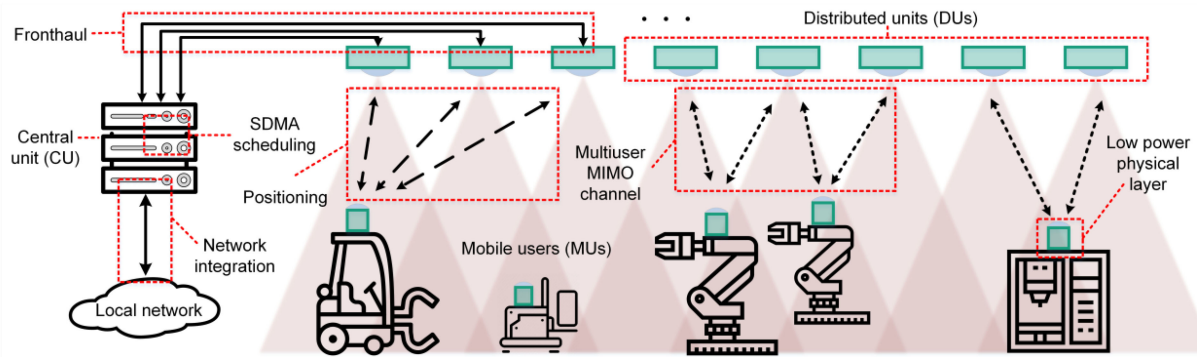 Fronthaul
. . .
Distributed units (DUs)
Central
unit (CU)
SDMA
scheduling
Positioning
Multiuser
MIMO
channel
Low power
physical
layer
Network
integration
Mobile users (MUs)
Local network